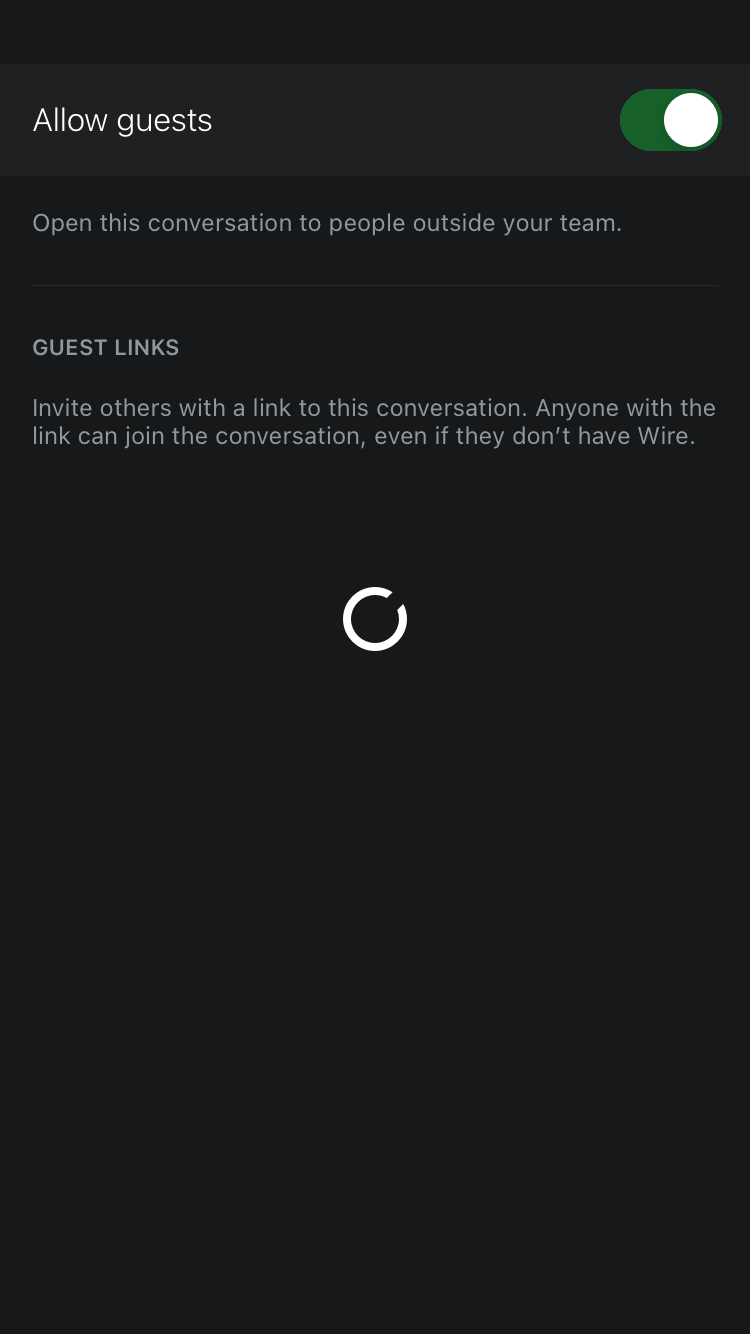 Allow guests
Open this conversation to people outside your team.
GUEST LINKS
Invite others with a link to this conversation. Anyone with the
link can join the conversation, even if they don’t have Wire.